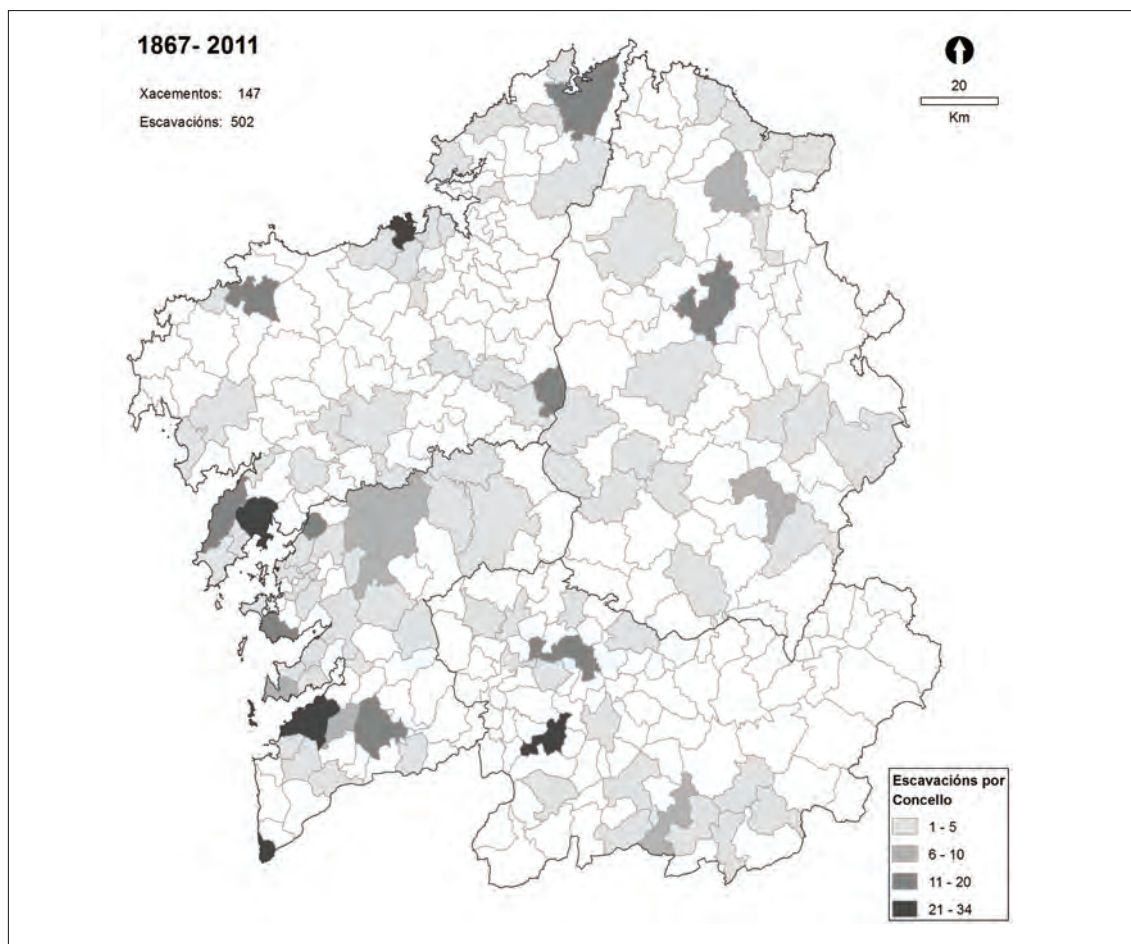 1867- 2011
Xacementos: 147
Escavacións: 502
20
Km
Escavacións por
Concello
1 - 5
6 - 10
11 - 20
21 - 34